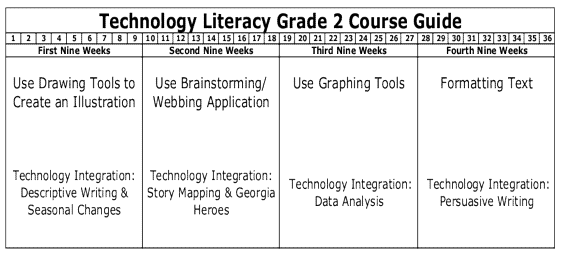 Technology Literacy Grade 2 Course Guide
1 2 3 4 5 6 7 8 9 10 11 12 13 14 15 16 17 18 19 20 21 22 23 24 25 26 27 28 29 30 31 32 33 34 35 36
First Nine Weeks Second Nine Weeks Third Nine Weeks Fourth Nine Weeks
Use Drawing Tools to
Create an Illustration
Technology Integration:
Descriptive Writing &
Seasonal Changes
Use Brainstorming/
Webbing Application
Technology Integration:
Story Mapping & Georgia
Heroes
Use Graphing Tools
Technology Integration:
Data Analysis
Formatting Text
Technology Integration:
Persuasive Writing